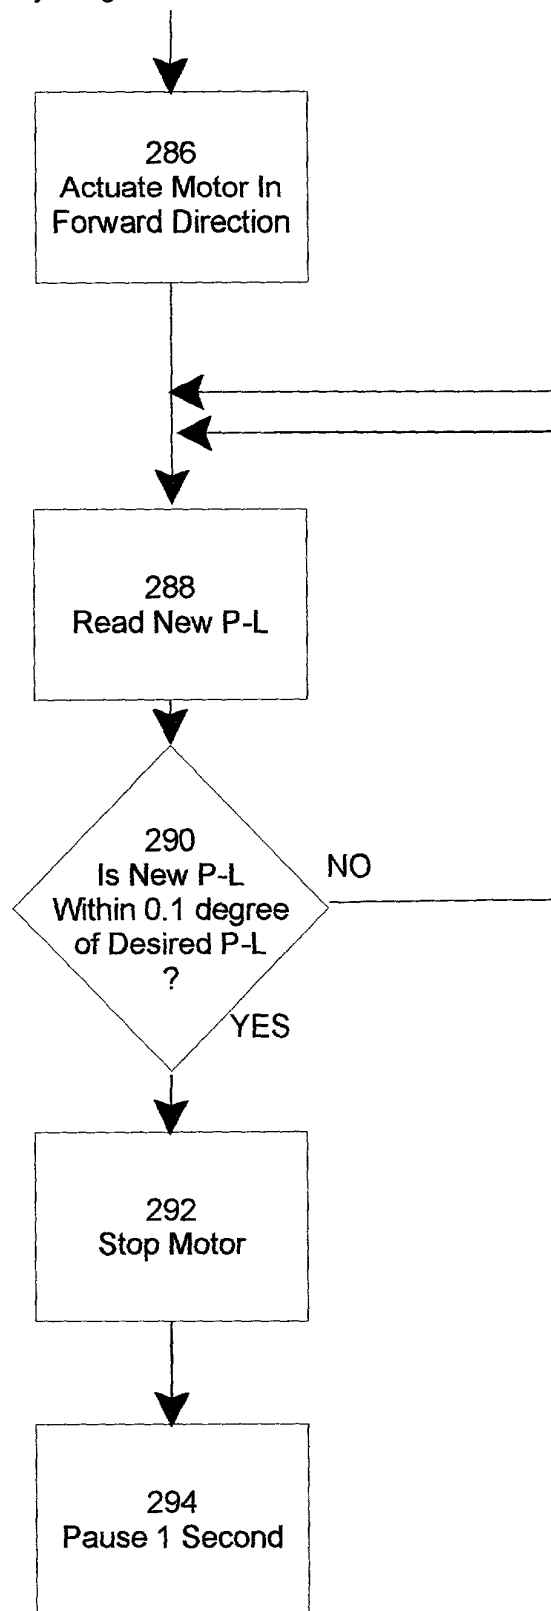 286
Actuate Motor In
Forward Direction
288
Read New P-L
290
Is New P-L
Within 0.1 degree
of Desired P-L
?
NO
YES
292
Stop Motor
294
Pause 1 Second